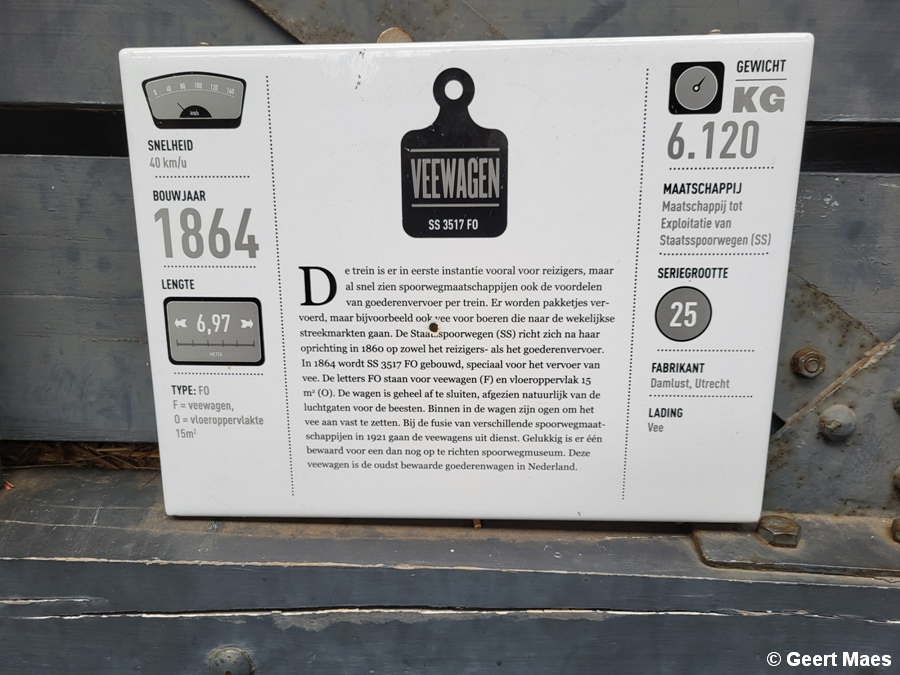 0 40 80 100 120 140
km/u
SNELHEID
40 km/u
BOUWJAAR
1864
LENGTE
6,97
METER
TYPE: FO
F = veewagen,
O = vloeroppervlakte
15m²
VEEWAGEN
SS 3517 FO
De trein is er in eerste instantie vooral voor reizigers, maar
al snel zien spoorwegmaatschappijen ook de voordelen
van goederenvervoer per trein. Er worden pakketjes ver-
voerd, maar bijvoorbeeld ook vee voor boeren die naar de wekelijkse
streekmarkten gaan. De Staatsspoorwegen (SS) richt zich na haar
oprichting in 1860 op zowel het reizigers- als het goederenvervoer.
In 1864 wordt SS 3517 FO gebouwd, speciaal voor het vervoer van
vee. De letters FO staan voor veewagen (F) en vloeroppervlak 15
m² (O). De wagen is geheel af te sluiten, afgezien natuurlijk van de
luchtgaten voor de beesten. Binnen in de wagen zijn ogen om het
vee aan vast te zetten. Bij de fusie van verschillende spoorwegmaat-
schappijen in 1921 gaan de veewagens uit dienst. Gelukkig is er één
bewaard voor een dan nog op te richten spoorwegmuseum. Deze
veewagen is de oudst bewaarde goederenwagen in Nederland.
GEWICHT
KG
6.120
MAATSCHAPPIJ
Maatschappij tot
Exploitatie van
Staatsspoorwegen (SS)
SERIEGROOTTE
25
FABRIKANT
Damlust, Utrecht
LADING
Vee
© Geert Maes